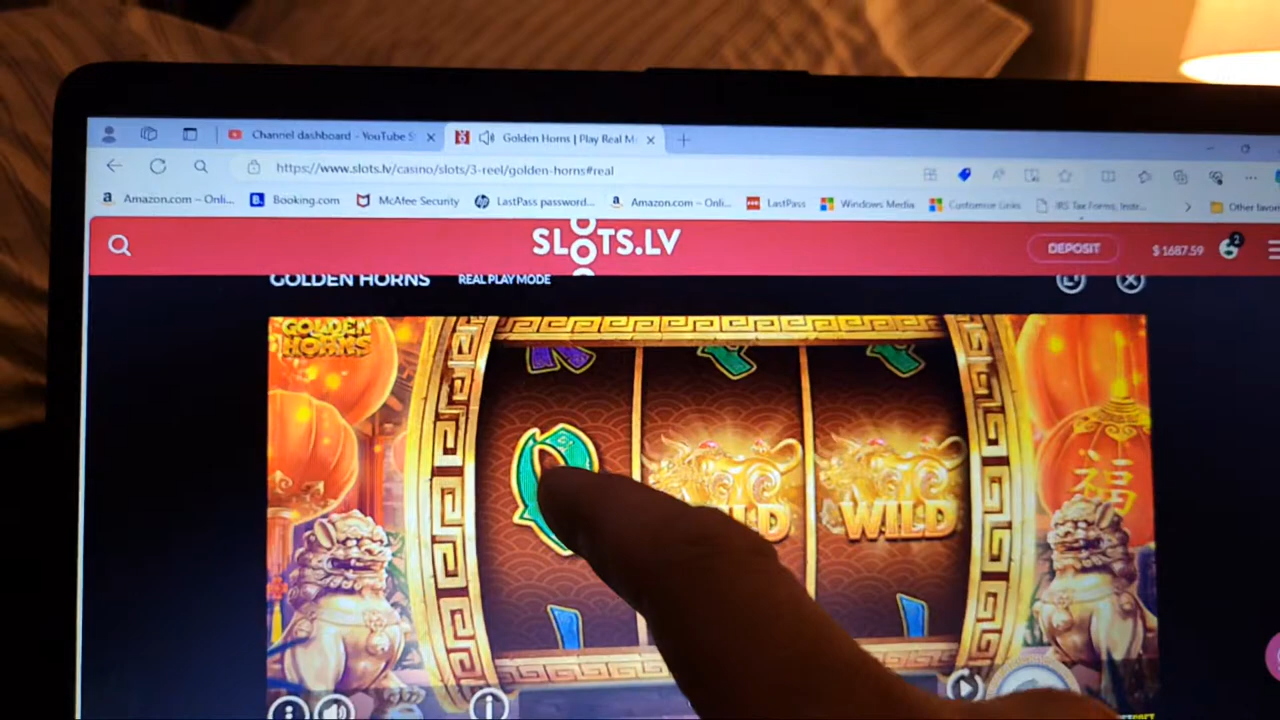 Channel dashboard - YouTube S
Golden Horns | Play Real M
https://www.slots.lv/casino/slots/3-reel/golden-horns#real
Amazon.com – Onli...
Booking.com
McAfee Security
LastPass password...
Amazon.com – Onli...
LastPass
Windows Media
Customize Links
IRS Tax Forms, Instr...
Other favor
SLOTS.LV
DEPOSIT
$ 1687.59
2
GOLDEN HORNS
REAL PLAY MODE
GOLDEN
HORNS
福
WILD
WILD